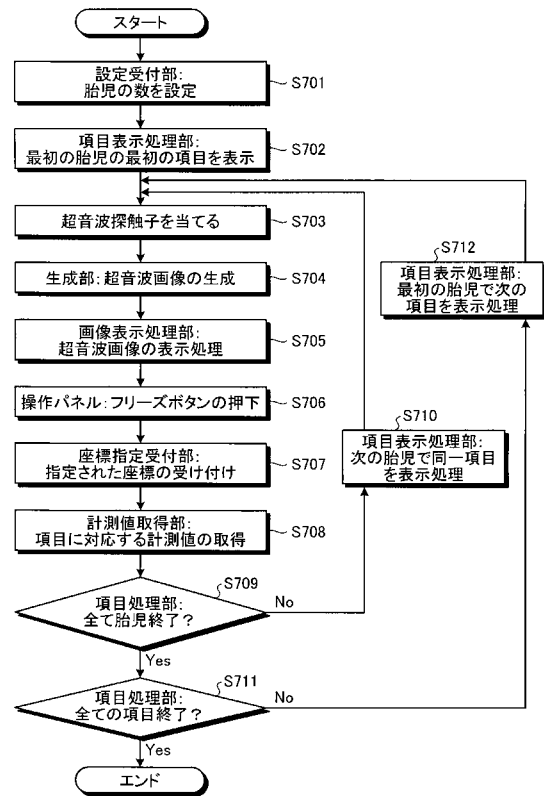 スタート
設定受付部:
胎児の数を設定
S701
項目表示処理部:
最初の胎児の最初の項目を表示
S702
超音波探触子を当てる
S703
生成部:超音波画像の生成
S704
画像表示処理部:
超音波画像の表示処理
S705
操作パネル:フリーズボタンの押下
S706
座標指定受付部:
指定された座標の受け付け
S707
計測値取得部:
項目に対応する計測値の取得
S708
S709
項目処理部:
全て胎児終了?
No
Yes
S710
項目表示処理部:
次の胎児で同一項目
を表示処理
S711
項目処理部:
全ての項目終了?
No
Yes
S712
項目表示処理部:
最初の胎児で次の
項目を表示処理
エンド